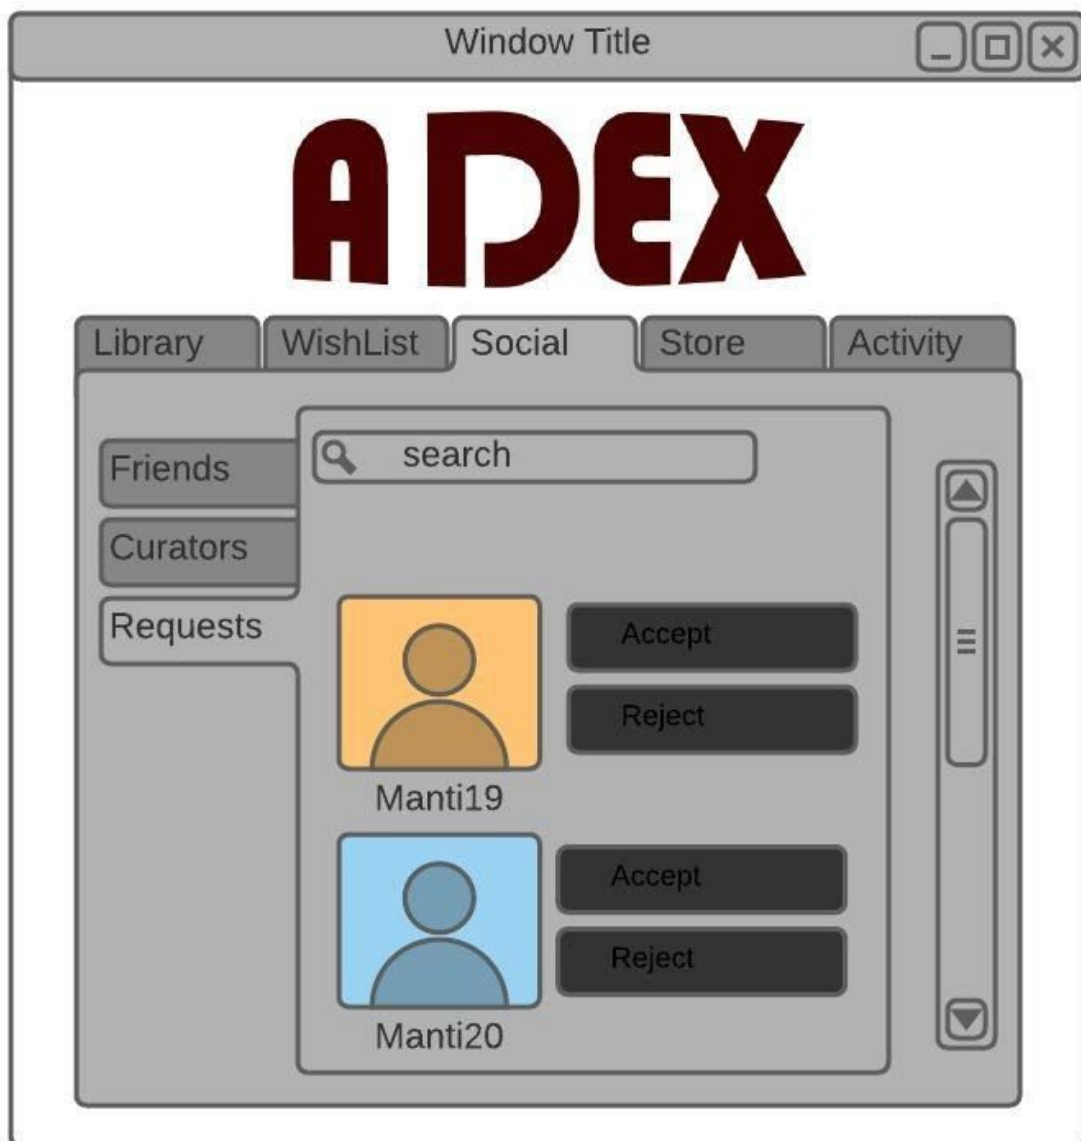 Window Title
ADEX
Library WishList Social Store Activity
search
Friends
Curators
Requests
Accept
Reject
Manti19
Accept
Reject
Manti20